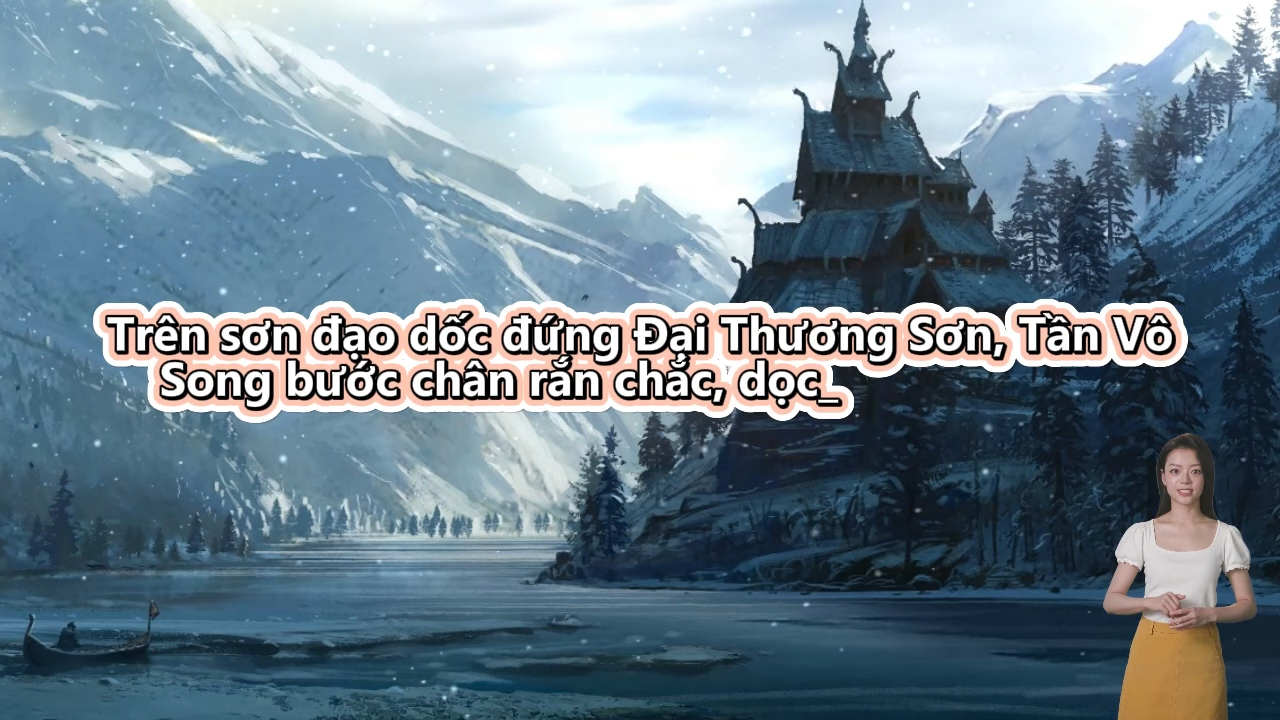 Trên sơn đạo dốc đứng Đại Thương Sơn, Tần Vô
Song bước chân rắn chắc, dọc_